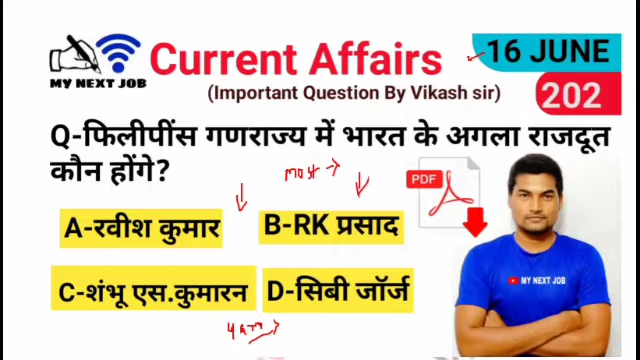 Current Affairs
16 JUNE
MY NEXT JOB
(Important Question By Vikash sir)
202
Q-फिलीपींस गणराज्य में भारत के अगला राजदूत
कौन होंगे?
most
PDF
A-रवीश कुमार
B-RK प्रसाद
MY NEXT JOB
C-शंभू एस.कुमारन
D-सिबी जॉर्ज